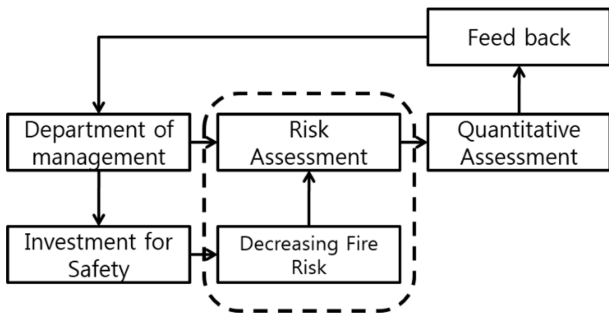 Feed back
Department of
management
Risk
Assessment
Quantitative
Assessment
Investment for
Safety
Decreasing Fire
Risk